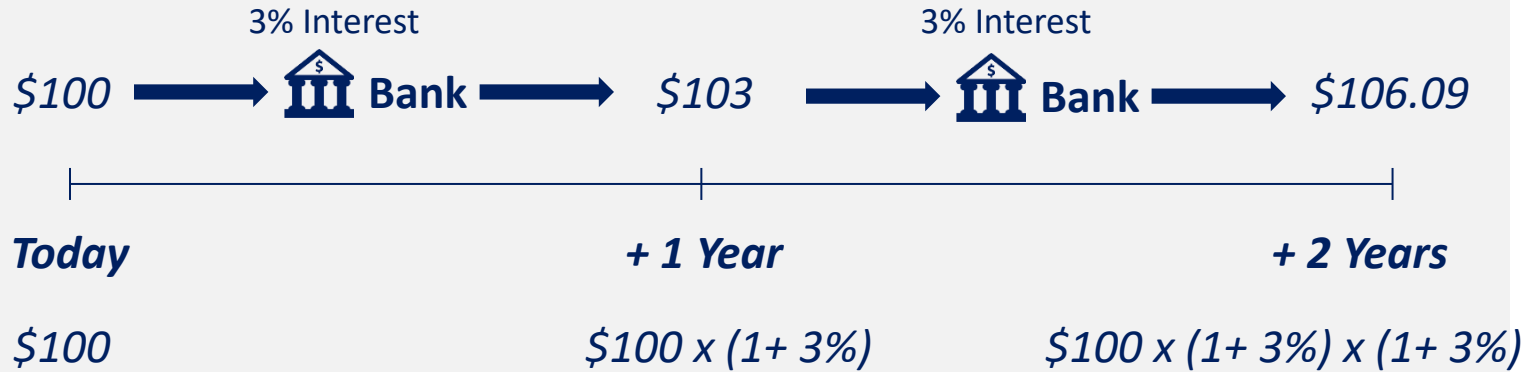 3% Interest
3% Interest
$100
$
Bank
$103
$
Bank
$106.09
Today
+ 1 Year
+ 2 Years
$100
$100 x (1+ 3%)
$100 x (1+ 3%) x (1+ 3%)